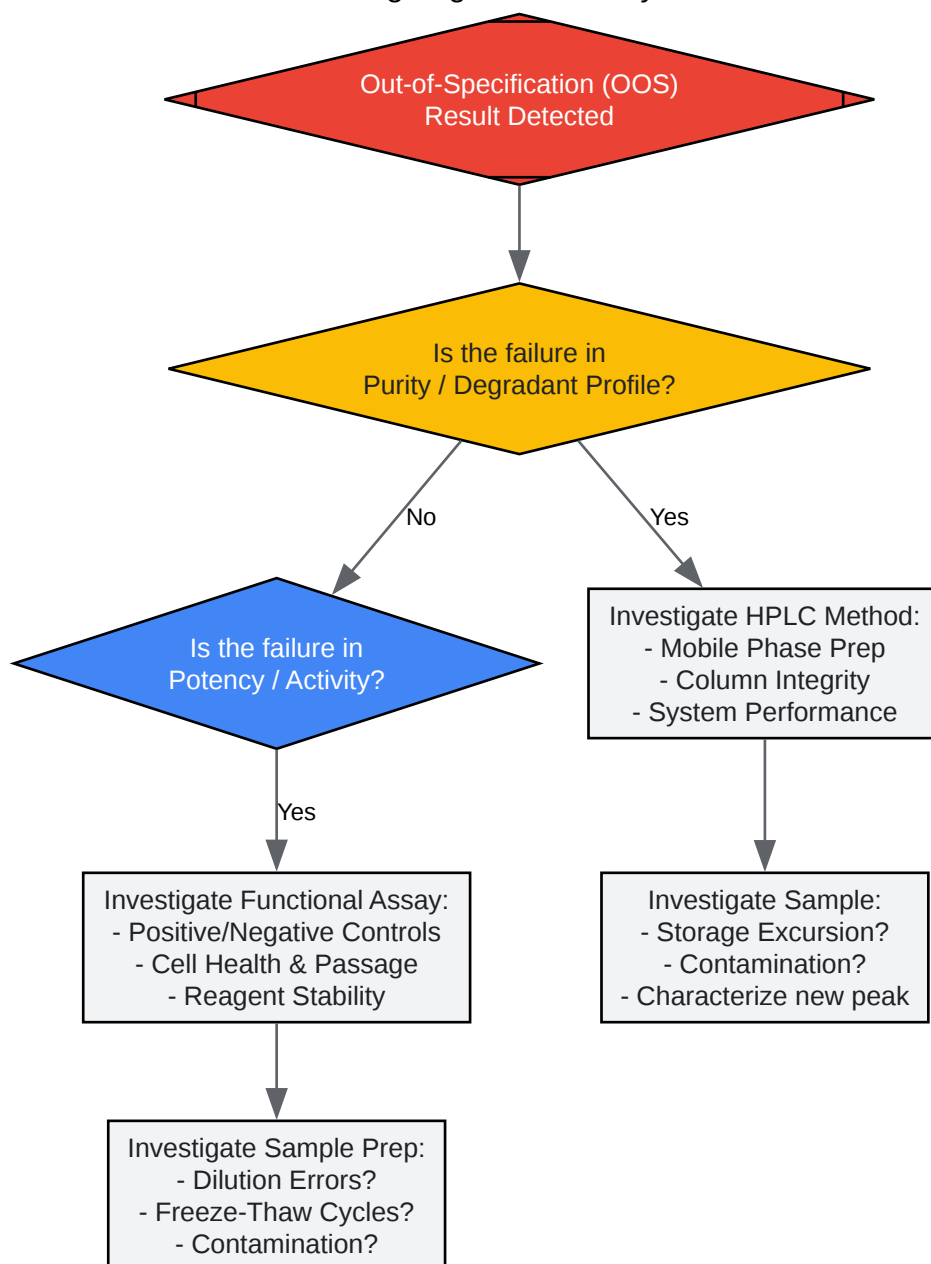 Out-of-Specification (OOS)
Result Detected
Is the failure in
Purity / Degradant Profile?
No
Yes
Is the failure in
Potency / Activity?
Investigate HPLC Method:
- Mobile Phase Prep
- Column Integrity
- System Performance
Yes
Investigate Functional Assay:
- Positive/Negative Controls
- Cell Health & Passage
- Reagent Stability
Investigate Sample:
- Storage Excursion?
- Contamination?
- Characterize new peak
Investigate Sample Prep:
- Dilution Errors?
- Freeze-Thaw Cycles?
- Contamination?